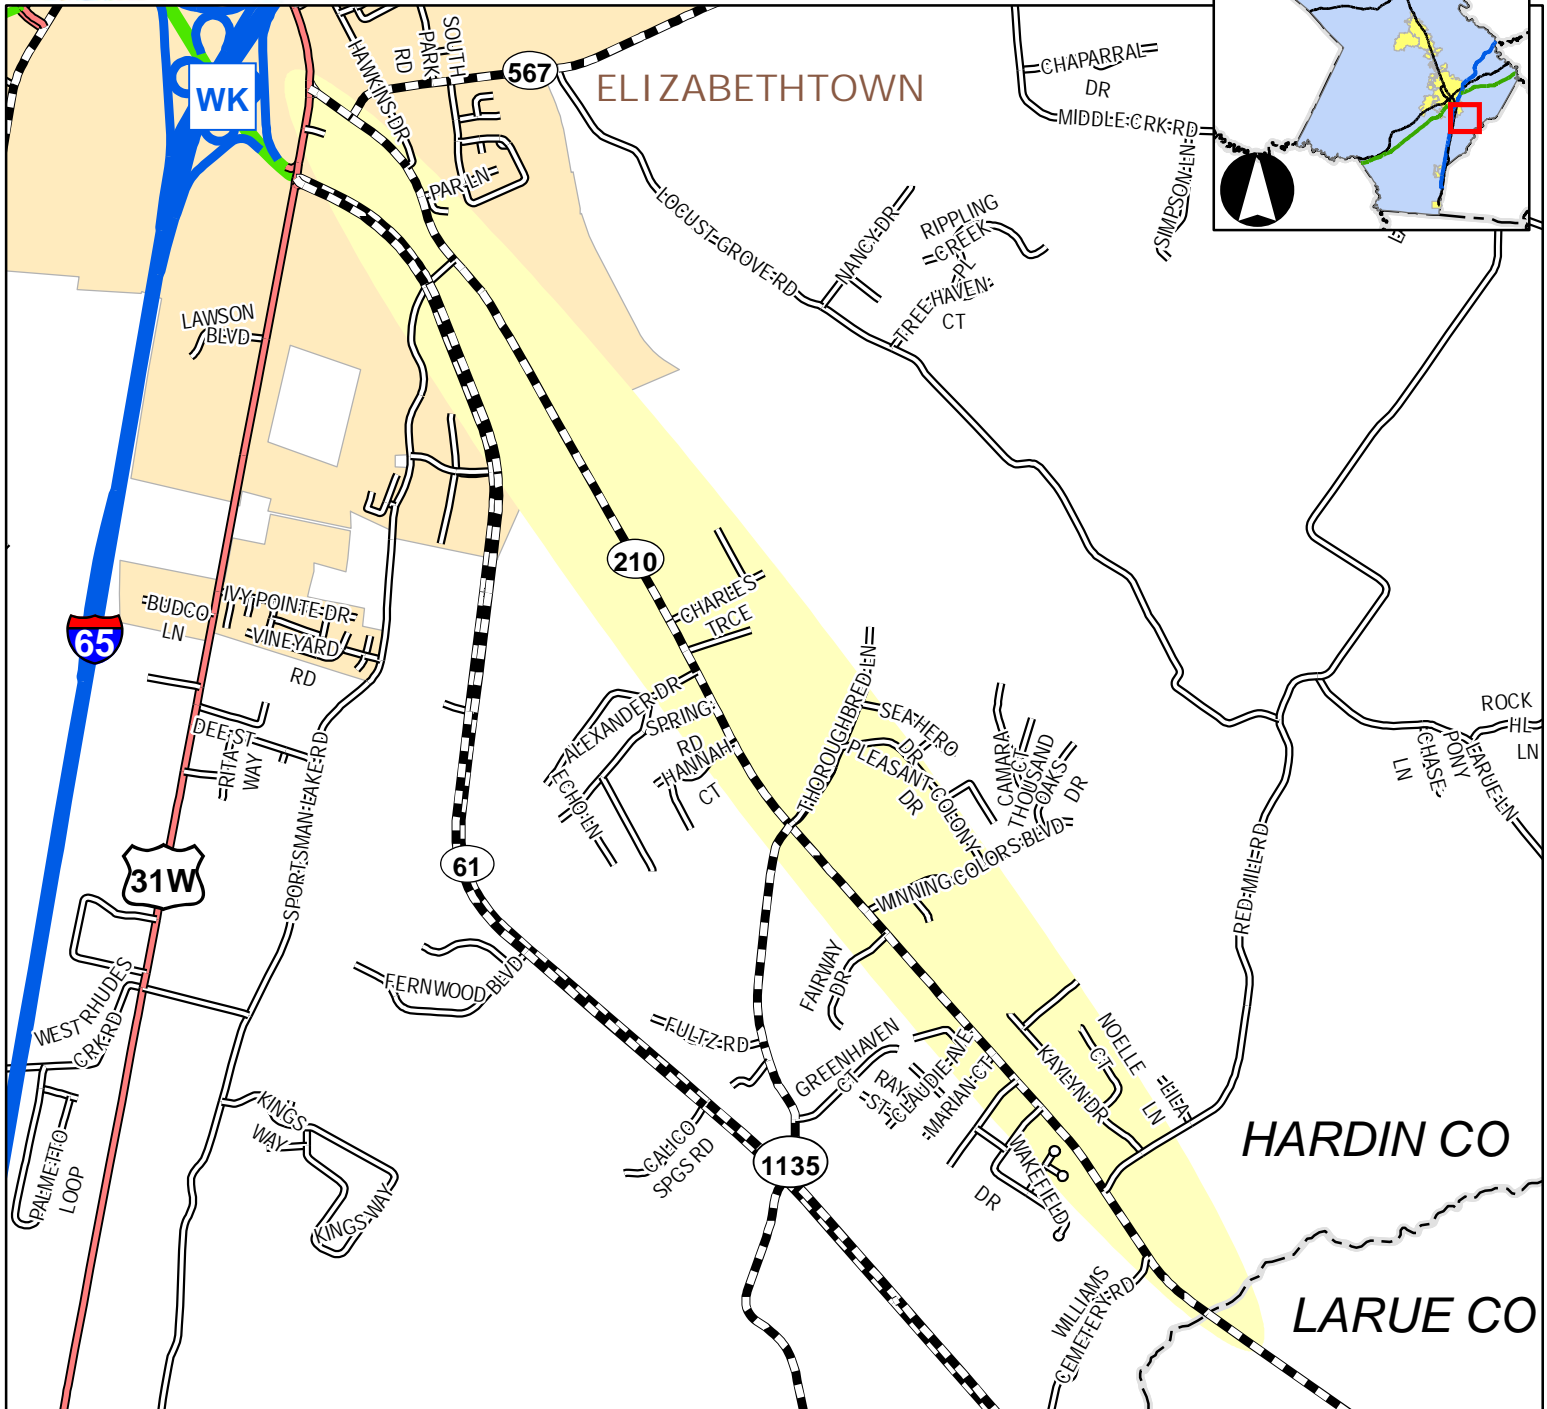 SOUTH
PARK
RD
HAWKINS DR
567
ELIZABETHTOWN
CHAPARRAL
DR
MIDDLE CRK RD
WK
PAR LN
SIMPSON LN
LOCUST GROVE RD
NANCY DR
RIPPLING
CREEK
PL
TREE HAVEN
CT
LAWSON
BLVD
210
CHARLES
TRCE
BUDCO
LN
IVY POINTE DR
VINEYARD
RD
65
ALEXANDER DR
SPRING
RD
HANNAH
CT
ECHO LN
THOROUGHBRED LN
SEA HERO
DR
PLEASANT COLONY
DR
CAMARA
CT
THOUSAND
OAKS
DR
WINNING COLORS BLVD
ROCK
HL
LN
PONY
CHASE
LN
LARUE LN
DEE ST
RITA
WAY
SPORTSMAN LAKE RD
31W
61
RED MILL RD
FERNWOOD BLVD
FAIRWAY
DR
WEST RHUDES
CRK RD
FULTZ RD
GREENHAVEN
CT
RAY
ST
CLAUDIE AVE
MARIAN CT
KAYLYN DR
NOELLE
CT
LN
KINGS
WAY
KINGS WAY
PALMETTO
LOOP
CALICO
SPGS RD
1135
WAKEFIELD
DR
HARDIN CO
LARUE CO
WILLIAMS
CEMETERY RD